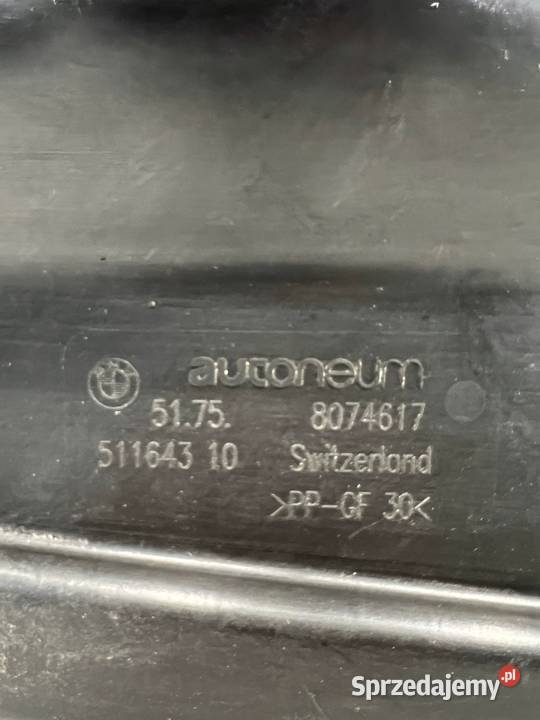 autoneum
51.75. 8074617
511643 10 Switzerland
>PP-GF 30<
Sprzedajemy.pl